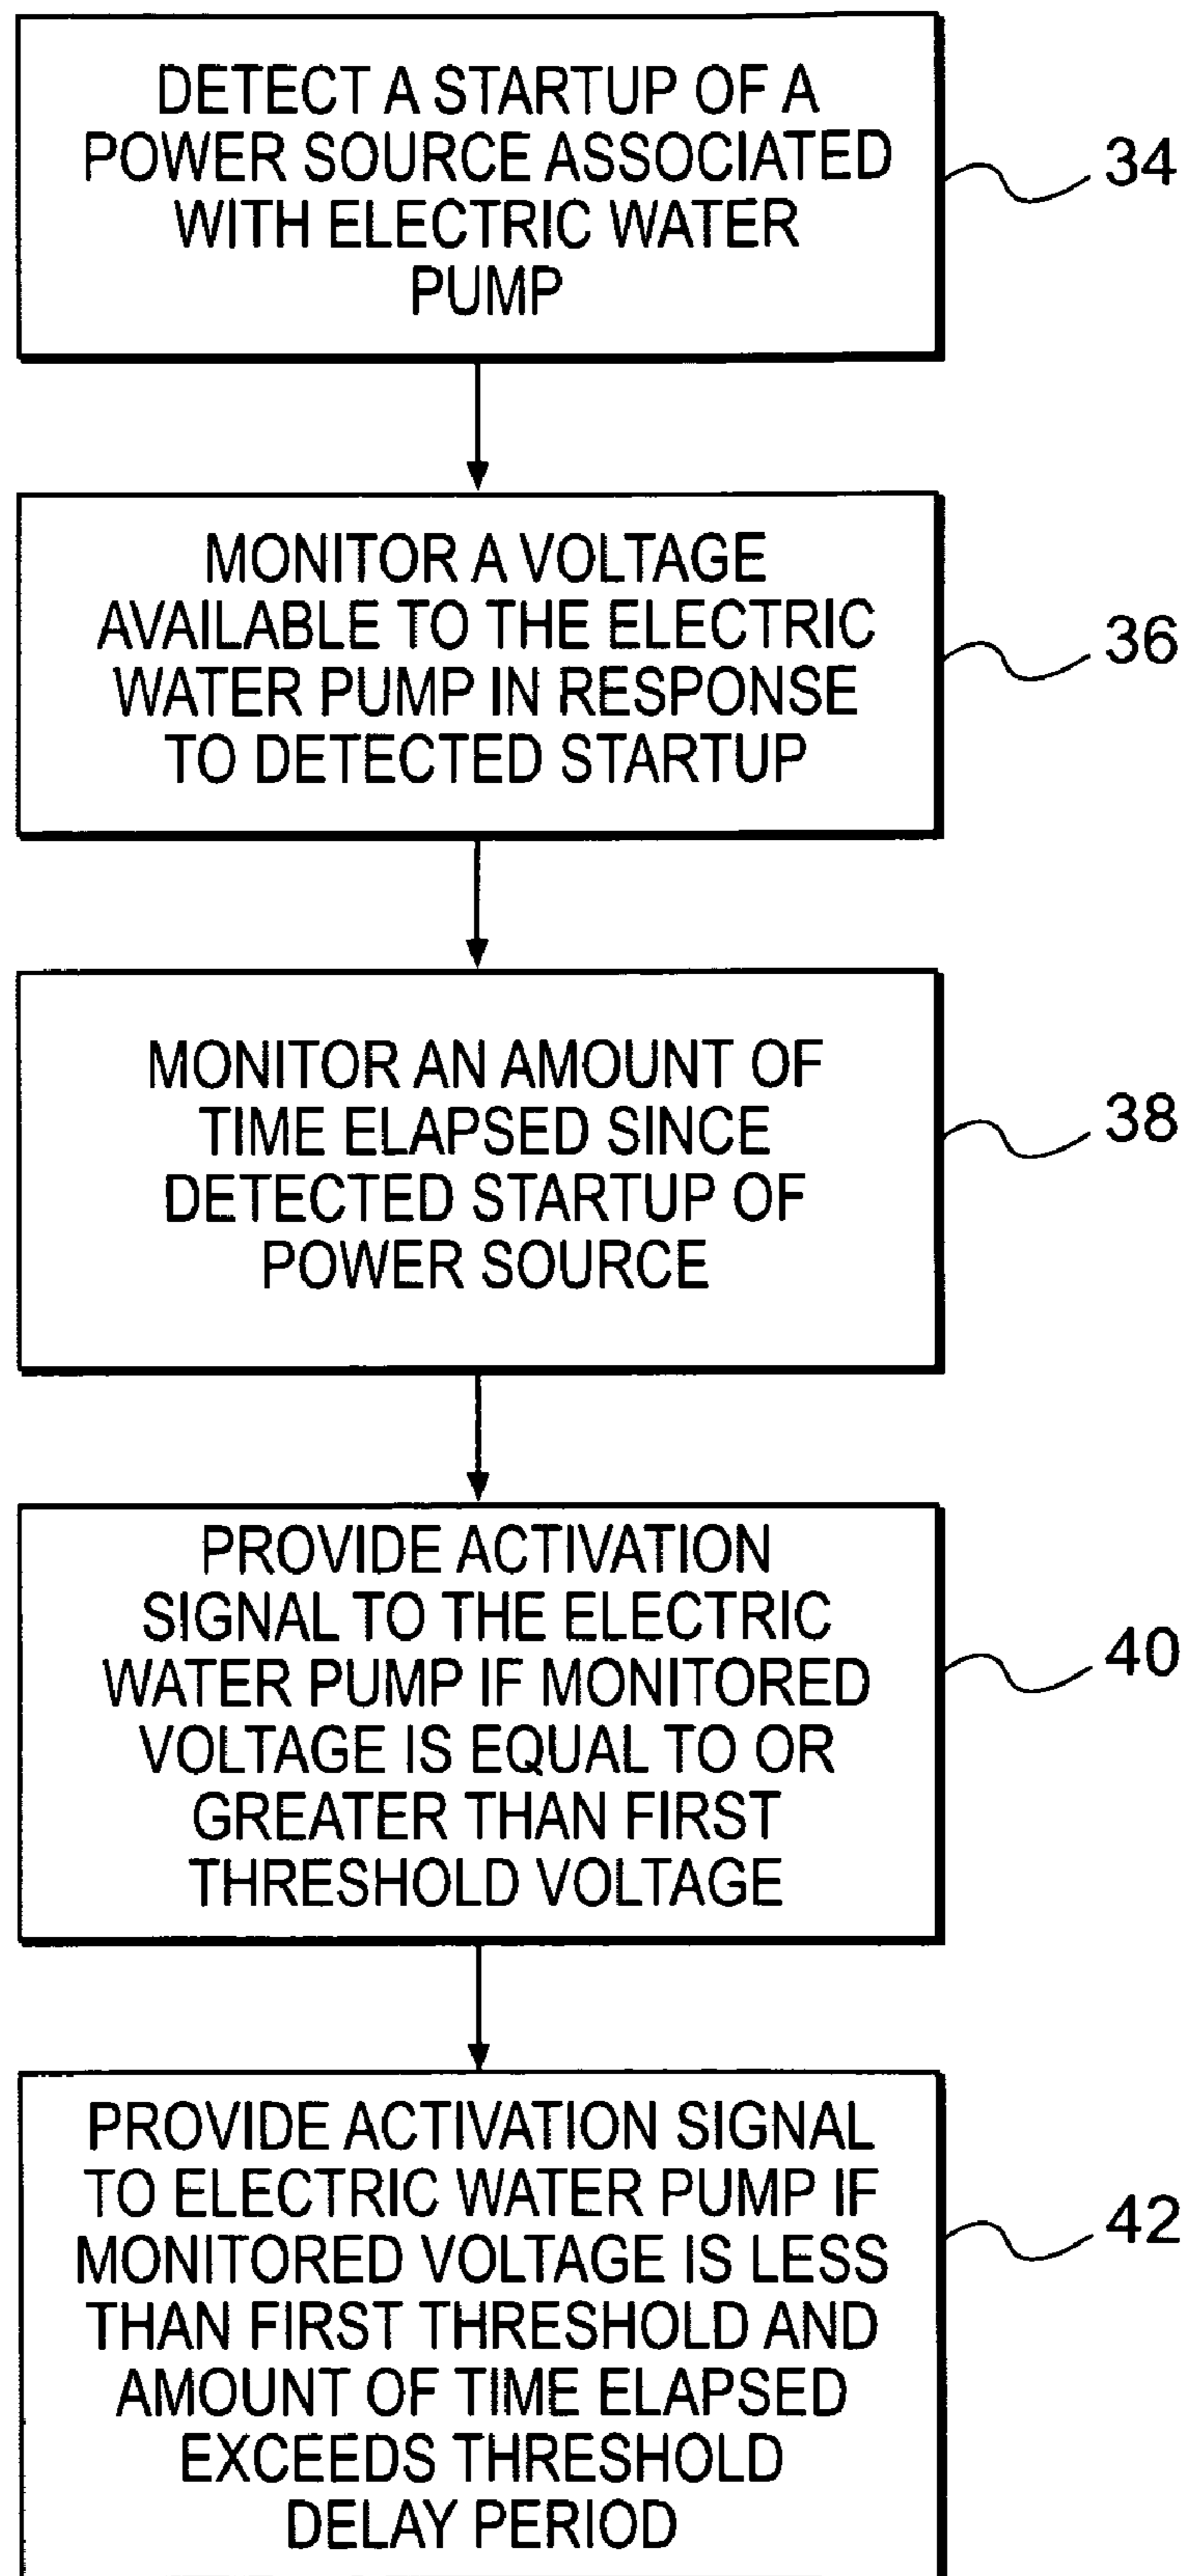 DETECT A STARTUP OF A
POWER SOURCE ASSOCIATED
WITH ELECTRIC WATER
PUMP
34
MONITOR A VOLTAGE
AVAILABLE TO THE ELECTRIC
WATER PUMP IN RESPONSE
TO DETECTED STARTUP
36
MONITOR AN AMOUNT OF
TIME ELAPSED SINCE
DETECTED STARTUP OF
POWER SOURCE
38
PROVIDE ACTIVATION
SIGNAL TO THE ELECTRIC
WATER PUMP IF MONITORED
VOLTAGE IS EQUAL TO OR
GREATER THAN FIRST
THRESHOLD VOLTAGE
40
PROVIDE ACTIVATION SIGNAL
TO ELECTRIC WATER PUMP IF
MONITORED VOLTAGE IS LESS
THAN FIRST THRESHOLD AND
AMOUNT OF TIME ELAPSED
EXCEEDS THRESHOLD
DELAY PERIOD
42